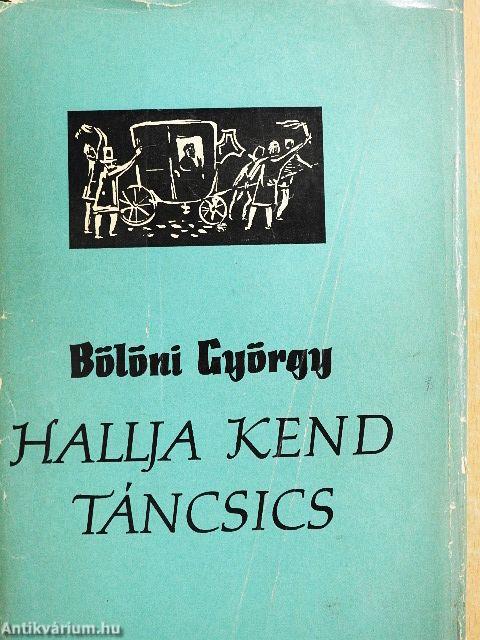 Bölöni György
HALLJA KEND
TÁNCSICS
Antikvárium.hu